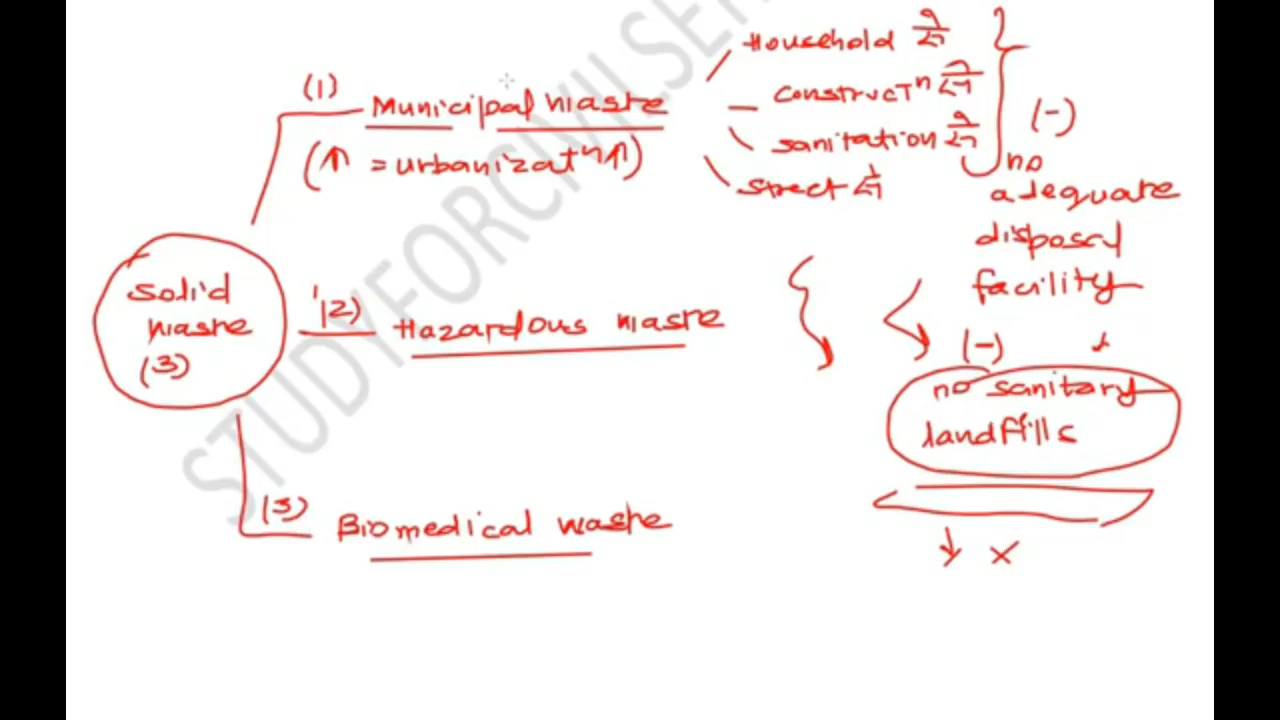 (1)
Municipal waste
(↑ = urbanizatn ↑)
Household
Constructn
Sanitation
Street
(-)
no
adequate
disposal
facility
(-)
no sanitary
landfills
↓ ×
Solid
waste
(3)
(2) Hazardous waste
(3) Biomedical waste
STUDYFORCIVILSE